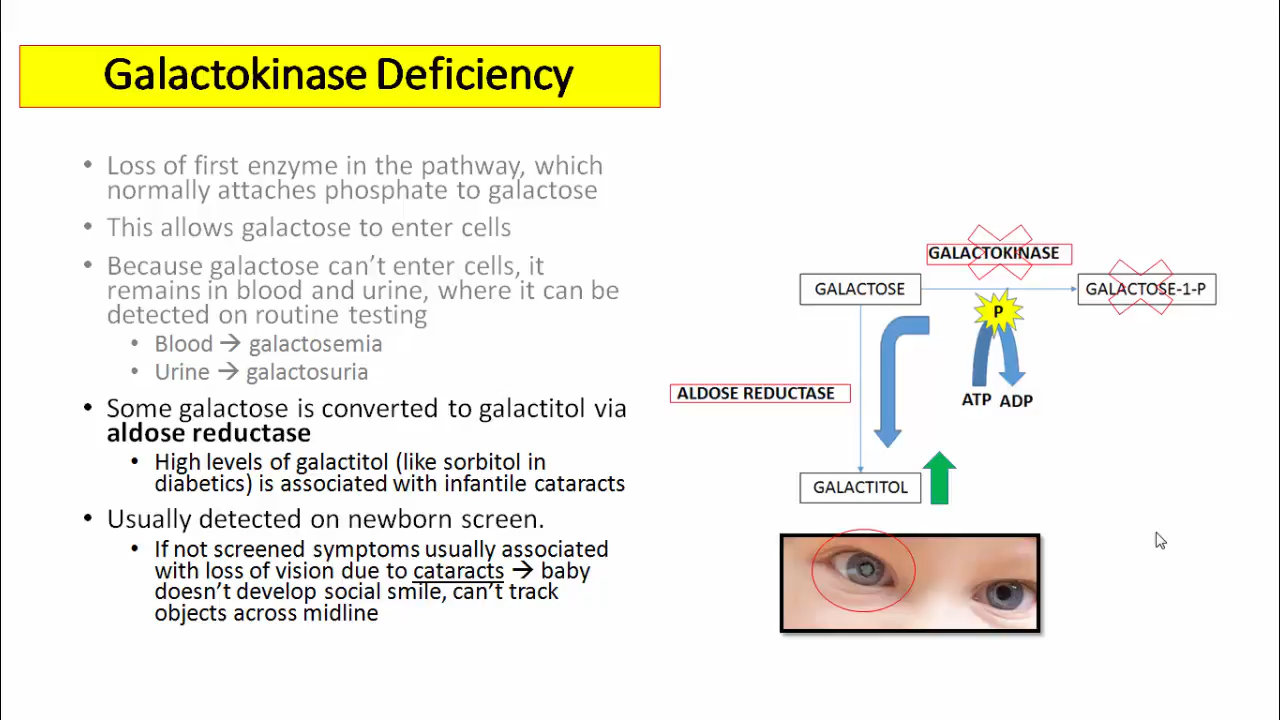 Galactokinase Deficiency
• Loss of first enzyme in the pathway, which
normally attaches phosphate to galactose
• This allows galactose to enter cells
• Because galactose can't enter cells, it
remains in blood and urine, where it can be
detected on routine testing
• Blood → galactosemia
• Urine → galactosuria
• Some galactose is converted to galactitol via
aldose reductase
• High levels of galactitol (like sorbitol in
diabetics) is associated with infantile cataracts
• Usually detected on newborn screen.
• If not screened symptoms usually associated
with loss of vision due to cataracts → baby
doesn't develop social smile, can't track
objects across midline
GALACTOKINASE
GALACTOSE
GALACTOSE-1-P
P
ALDOSE REDUCTASE
ATP ADP
GALACTITOL